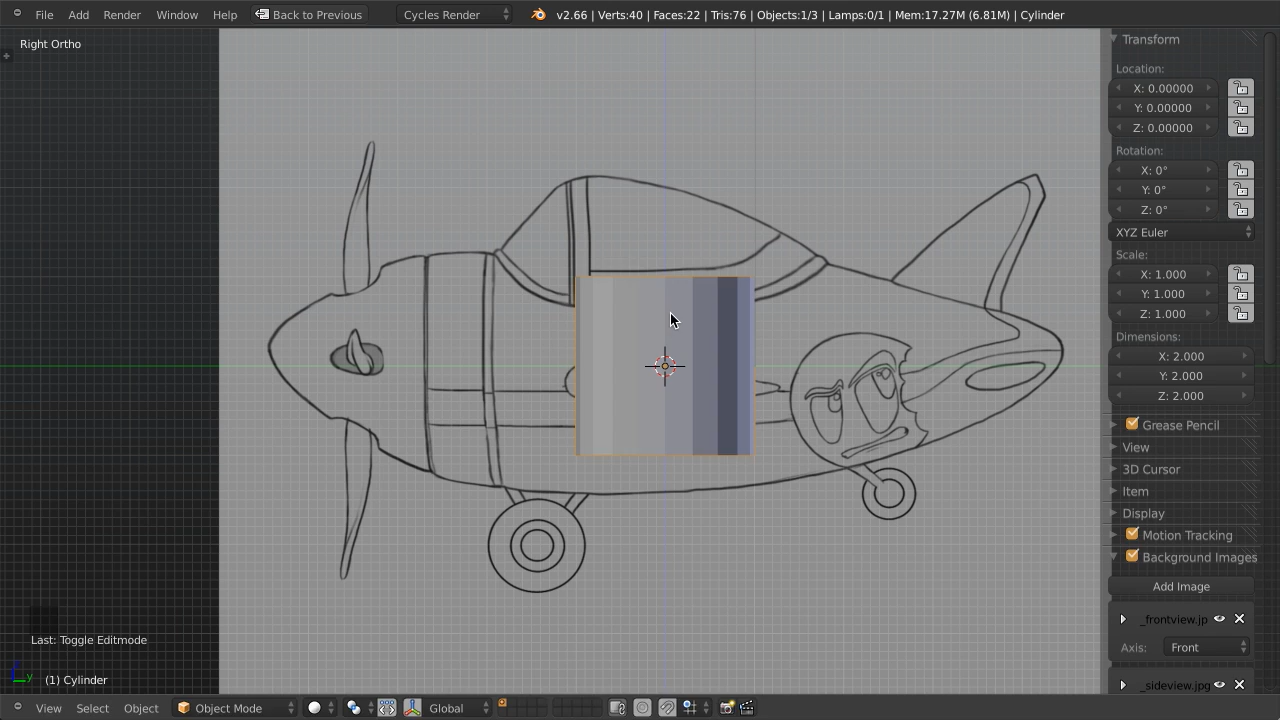 File Add Render Window Help Back to Previous Cycles Render v2.66 | Verts:40 | Faces:22 | Tris:76 | Objects:1/3 | Lamps:0/1 | Mem:17.27M (6.81M) | Cylinder
Right Ortho
Transform
Location:
X: 0.00000
Y: 0.00000
Z: 0.00000
Rotation:
X: 0°
Y: 0°
Z: 0°
XYZ Euler
Scale:
X: 1.000
Y: 1.000
Z: 1.000
Dimensions:
X: 2.000
Y: 2.000
Z: 2.000
Grease Pencil
View
3D Cursor
Item
Display
Motion Tracking
Background Images
Add Image
_frontview.jp
Axis: Front
_sideview.jpg
Last: Toggle Editmode
y
(1) Cylinder
View Select Object Object Mode Global